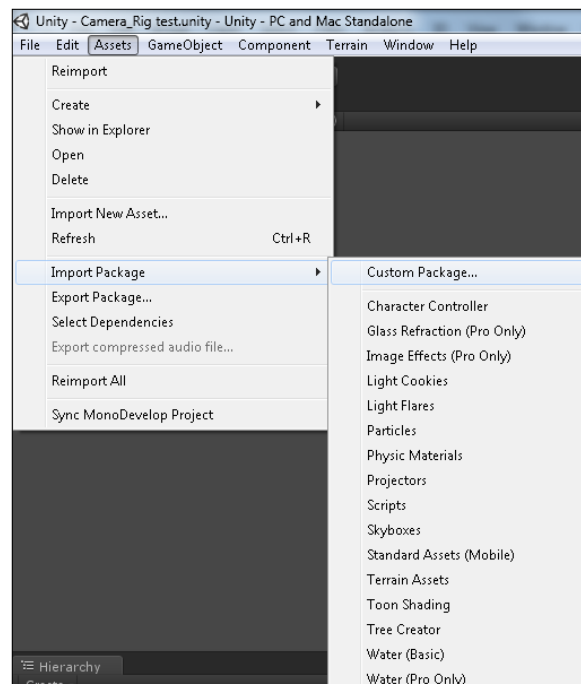 Unity - Camera_Rig test.unity - Unity - PC and Mac Standalone
File Edit Assets GameObject Component Terrain Window Help
Reimport
Create
Show in Explorer
Open
Delete
Import New Asset...
Refresh Ctrl+R
Import Package
Export Package...
Select Dependencies
Export compressed audio file...
Reimport All
Sync MonoDevelop Project
Custom Package...
Character Controller
Glass Refraction (Pro Only)
Image Effects (Pro Only)
Light Cookies
Light Flares
Particles
Physic Materials
Projectors
Scripts
Skyboxes
Standard Assets (Mobile)
Terrain Assets
Toon Shading
Tree Creator
Water (Basic)
Water (Pro Only)
Hierarchy
Create